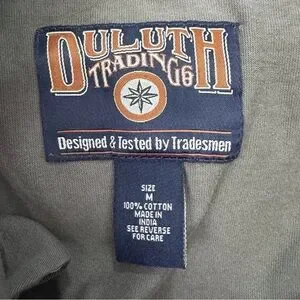 DULUTH
TRADING Co
Designed & Tested by Tradesmen
SIZE
M
100% COTTON
MADE IN
INDIA
SEE REVERSE
FOR CARE